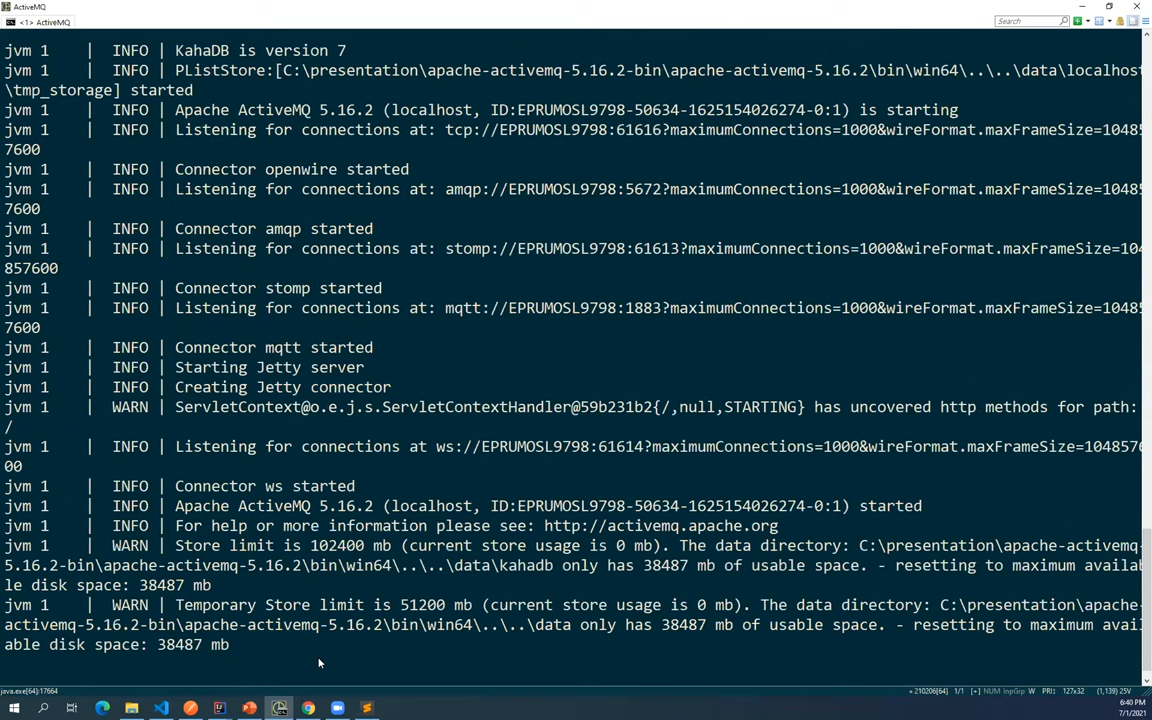 ActiveMQ
<1> ActiveMQ
Search
jvm 1    |  INFO | KahaDB is version 7
jvm 1    |  INFO | PListStore:[C:\presentation\apache-activemq-5.16.2-bin\apache-activemq-5.16.2\bin\win64\..\..\data\localhost
\tmp_storage] started
jvm 1    |  INFO | Apache ActiveMQ 5.16.2 (localhost, ID:EPRUMOSL9798-50634-1625154026274-0:1) is starting
jvm 1    |  INFO | Listening for connections at: tcp://EPRUMOSL9798:61616?maximumConnections=1000&wireFormat.maxFrameSize=10485
7600
jvm 1    |  INFO | Connector openwire started
jvm 1    |  INFO | Listening for connections at: amqp://EPRUMOSL9798:5672?maximumConnections=1000&wireFormat.maxFrameSize=10485
7600
jvm 1    |  INFO | Connector amqp started
jvm 1    |  INFO | Listening for connections at: stomp://EPRUMOSL9798:61613?maximumConnections=1000&wireFormat.maxFrameSize=104
857600
jvm 1    |  INFO | Connector stomp started
jvm 1    |  INFO | Listening for connections at: mqtt://EPRUMOSL9798:1883?maximumConnections=1000&wireFormat.maxFrameSize=10485
7600
jvm 1    |  INFO | Connector mqtt started
jvm 1    |  INFO | Starting Jetty server
jvm 1    |  INFO | Creating Jetty connector
jvm 1    |  WARN | ServletContext@o.e.j.s.ServletContextHandler@59b231b2{/,null,STARTING} has uncovered http methods for path:
/
jvm 1    |  INFO | Listening for connections at ws://EPRUMOSL9798:61614?maximumConnections=1000&wireFormat.maxFrameSize=1048576
00
jvm 1    |  INFO | Connector ws started
jvm 1    |  INFO | Apache ActiveMQ 5.16.2 (localhost, ID:EPRUMOSL9798-50634-1625154026274-0:1) started
jvm 1    |  INFO | For help or more information please see: http://activemq.apache.org
jvm 1    |  WARN | Store limit is 102400 mb (current store usage is 0 mb). The data directory: C:\presentation\apache-activemq-
5.16.2-bin\apache-activemq-5.16.2\bin\win64\..\..\data\kahadb only has 38487 mb of usable space. - resetting to maximum availab
le disk space: 38487 mb
jvm 1    |  WARN | Temporary Store limit is 51200 mb (current store usage is 0 mb). The data directory: C:\presentation\apache-
activemq-5.16.2-bin\apache-activemq-5.16.2\bin\win64\..\..\data only has 38487 mb of usable space. - resetting to maximum avail
able disk space: 38487 mb
java.exe[64]:17664
« 210206[64] 1/1 [+] NUM InpGrp W PRI: 127x32 (1,139) 25V
6:40 PM
7/1/2021